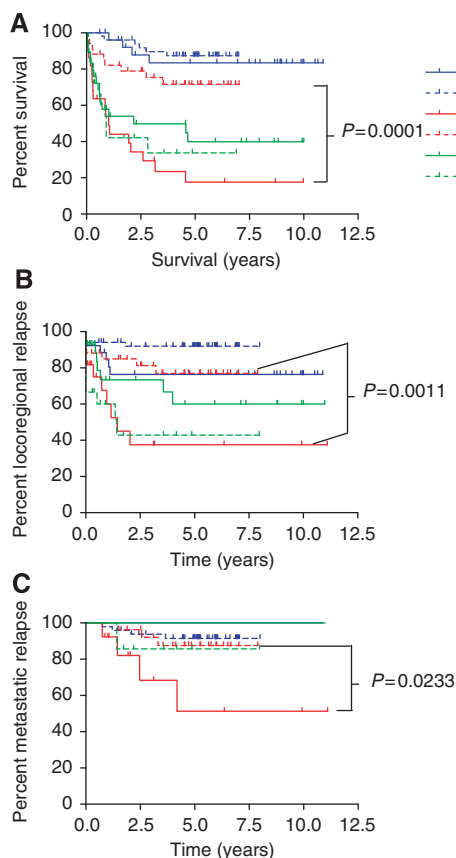 A
Percent survival
100
80
60
40
20
0
P=0.0001
0.0 2.5 5.0 7.5 10.0 12.5
Survival (years)
B
Percent locoregional relapse
100
80
60
40
20
0
P=0.0011
0.0 2.5 5.0 7.5 10.0 12.5
Time (years)
C
Percent metastatic relapse
100
80
60
40
20
0
P=0.0233
0.0 2.5 5.0 7.5 10.0 12.5
Time (years)